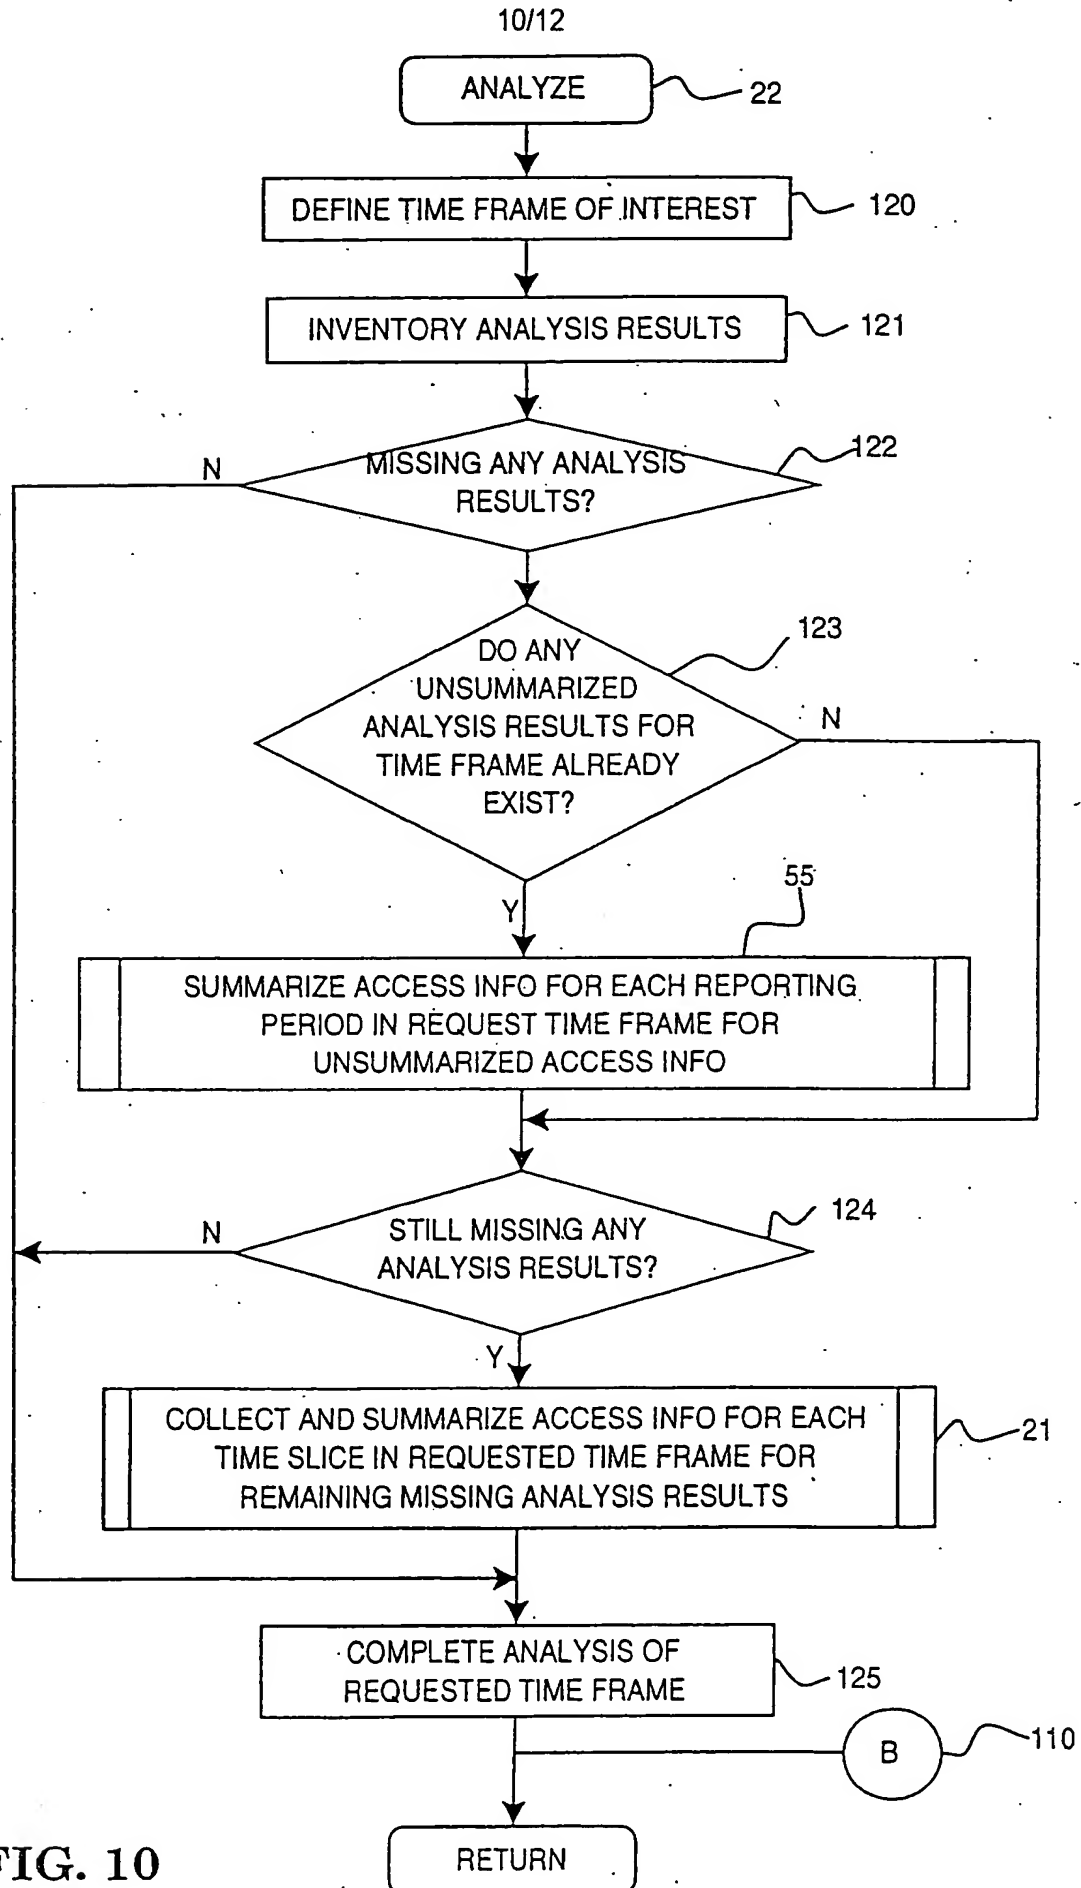 10/12
ANALYZE
22
DEFINE TIME FRAME OF INTEREST
120
INVENTORY ANALYSIS RESULTS
121
MISSING ANY ANALYSIS
RESULTS?
122
N
DO ANY
UNSUMMARIZED
ANALYSIS RESULTS FOR
TIME FRAME ALREADY
EXIST?
123
N
Y
55
SUMMARIZE ACCESS INFO FOR EACH REPORTING
PERIOD IN REQUEST TIME FRAME FOR
UNSUMMARIZED ACCESS INFO
STILL MISSING ANY
ANALYSIS RESULTS?
124
N
Y
COLLECT AND SUMMARIZE ACCESS INFO FOR EACH
TIME SLICE IN REQUESTED TIME FRAME FOR
REMAINING MISSING ANALYSIS RESULTS
21
COMPLETE ANALYSIS OF
REQUESTED TIME FRAME
125
B
110
RETURN
FIG. 10